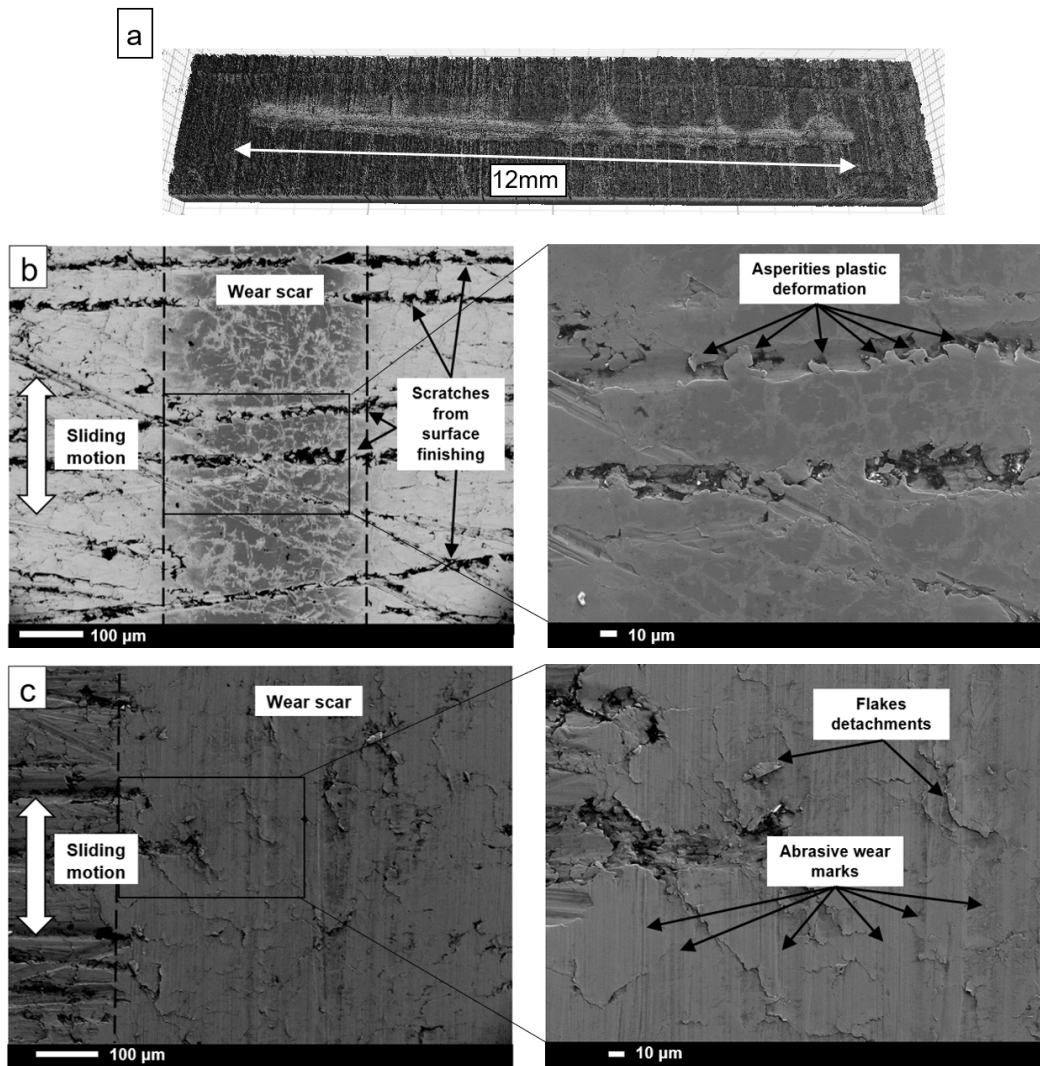 a
12mm
b
Wear scar
Sliding
motion
Scratches
from
surface
finishing
100 µm
Asperities plastic
deformation
10 µm
c
Wear scar
Sliding
motion
100 µm
Flakes
detachments
Abrasive wear
marks
10 µm